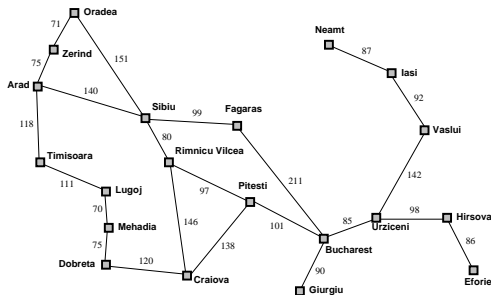 Oradea
71
Neamt
87
Zerind
151
75
Iasi
Arad
140
92
Sibiu
99
Fagaras
118
80
Vaslui
Timisoara
Rimnicu Vilcea
111
Lugoj
97
Pitesti
211
142
70
146
98
Hirsova
Mehadia
101
85
Urziceni
75
138
86
120
Bucharest
Dobreta
90
Craiova
Eforie
Giurgiu